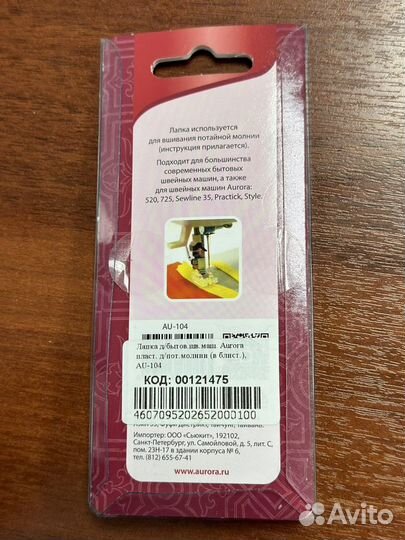 Лапка используется
для вшивания потайной молнии
(инструкция прилагается).
Подходит для большинства
современных бытовых
швейных машин, а также
для швейных машин Aurora:
520, 725, Sewline 35, Practick, Style.
AU-104
Лапка д/бытов.шв.маш. Aurora
пласт. д/пот.молнии (в блист.),
AU-104
КОД: 00121475
4607095202652000100
Импортер: ООО «Сьюкит», 192102,
Санкт-Петербург, ул. Самойловой, д. 5, лит. С,
пом. 23Н-17 в здании корпуса № 6,
тел. (812) 655-67-41
www.aurora.ru
Avito